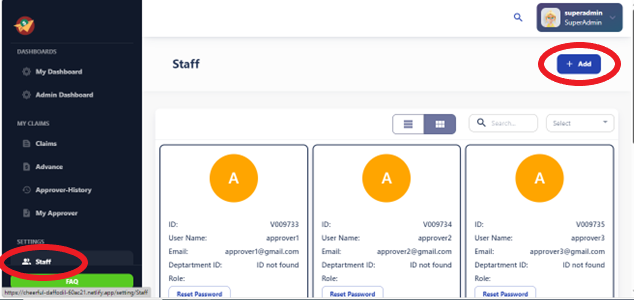 superadmin
SuperAdmin
DASHBOARDS
My Dashboard
Admin Dashboard
MY CLAIMS
Claims
Advance
Approver-History
My Approver
SETTINGS
Staff
FAQ
https://cheerful-daffodil-60ac21.netlify.app/setting/Staff
Staff
+ Add
Search...
Select
A
ID: V009733
User Name: approver1
Email: approver1@gmail.com
Deptartment ID: ID not found
Role:
Reset Password
A
ID: V009734
User Name: approver2
Email: approver2@gmail.com
Deptartment ID: ID not found
Role:
Reset Password
A
ID: V009735
User Name: approver3
Email: approver3@gmail.com
Deptartment ID: ID not found
Role:
Reset Password